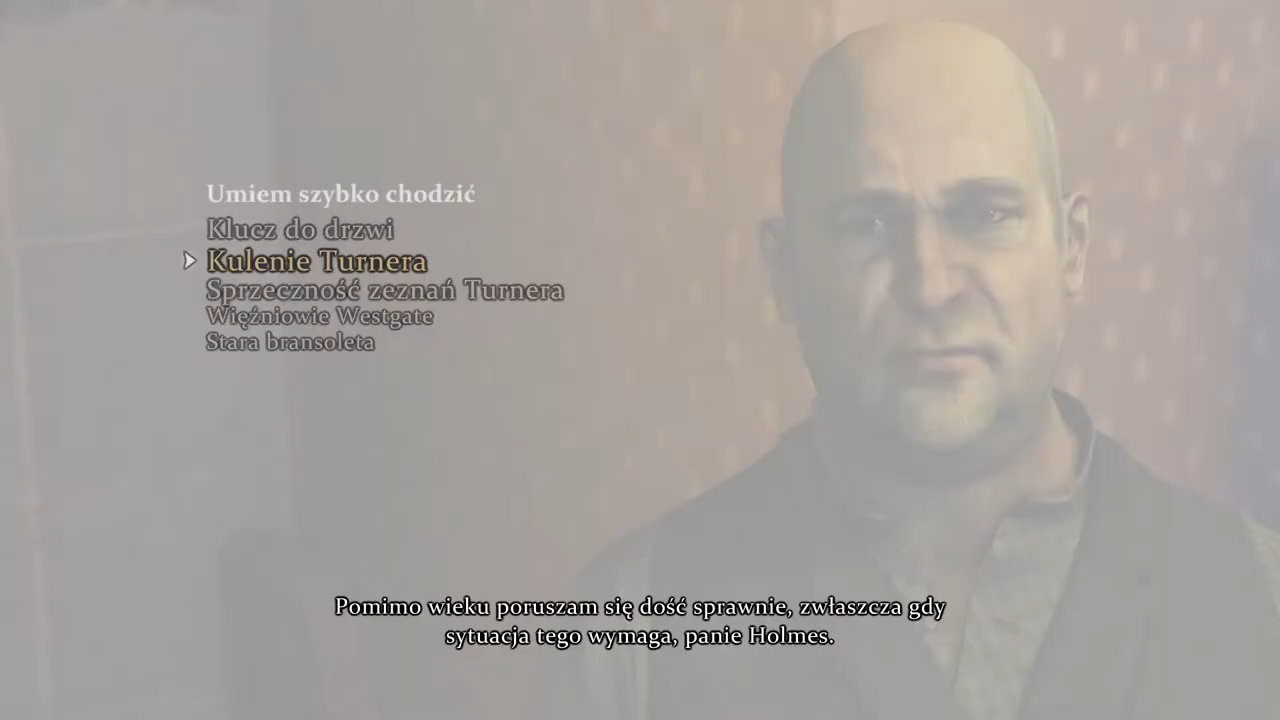 Umiem szybko chodzić
Klucz do drzwi
Kulenie Turnera
Sprzeczność zeznań Turnera
Więźniowie Westgate
Stara bransoleta
Pomimo wieku poruszam się dość sprawnie, zwłaszcza gdy
sytuacja tego wymaga, panie Holmes.